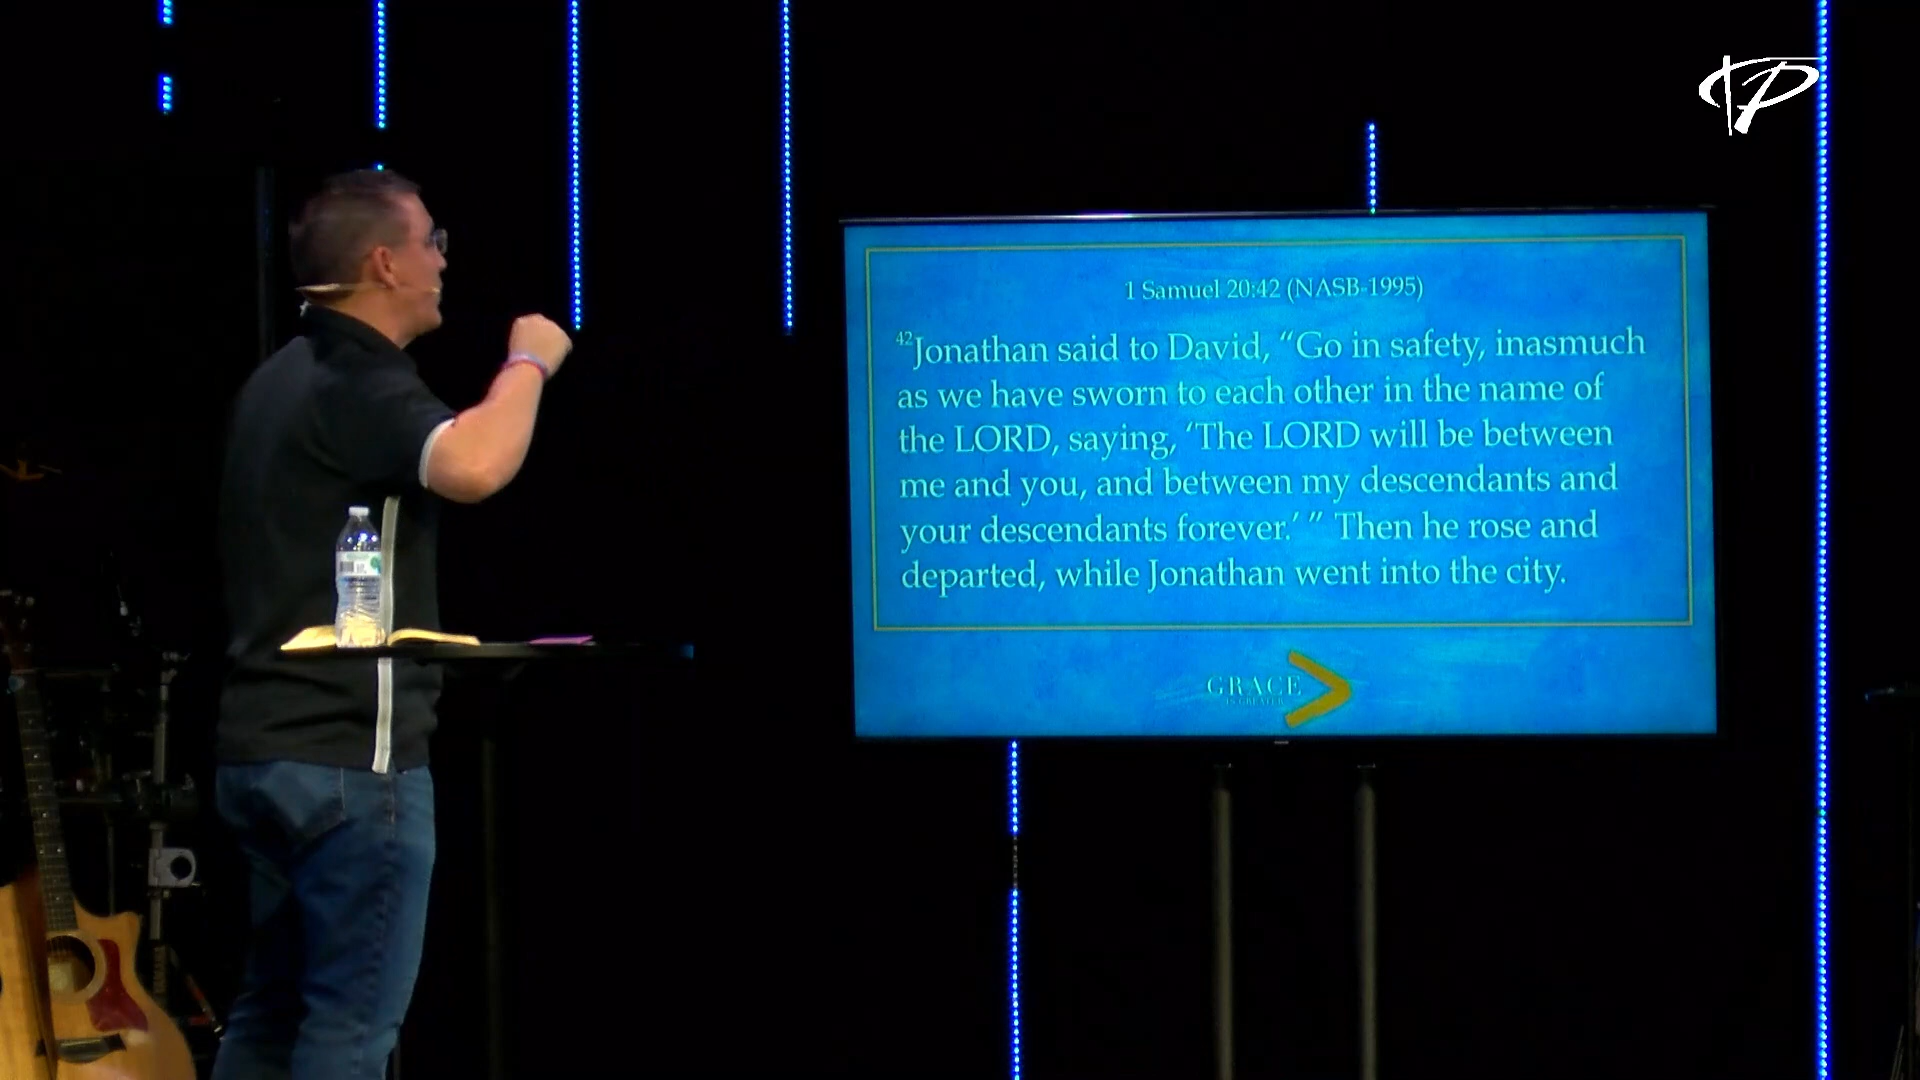 1 Samuel 20:42 (NASB-1995)
42Jonathan said to David, “Go in safety, inasmuch
as we have sworn to each other in the name of
the LORD, saying, ‘The LORD will be between
me and you, and between my descendants and
your descendants forever.’ ” Then he rose and
departed, while Jonathan went into the city.
GRACE
IS GREATER